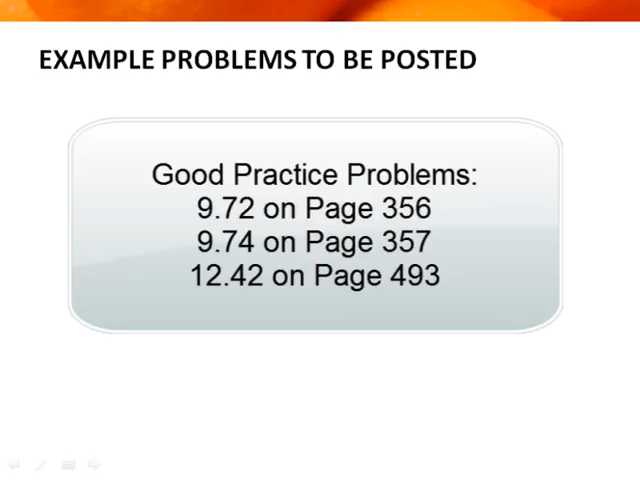 EXAMPLE PROBLEMS TO BE POSTED
Good Practice Problems:
9.72 on Page 356
9.74 on Page 357
12.42 on Page 493